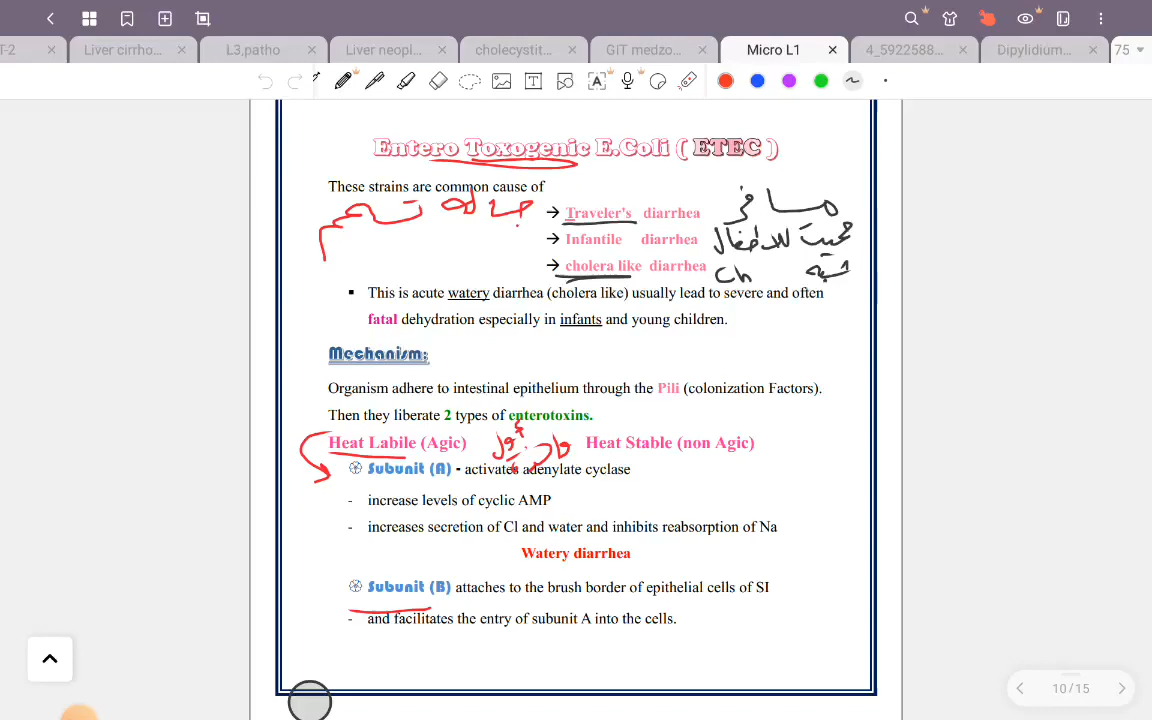 T-2 Liver cirrho... L3,patho Liver neopl... cholecystit... GIT medzo... Micro L1 4_5922588... Dipylidium... 75
Entero Toxogenic E.Coli ( ETEC )
These strains are common cause of
→ Traveler's diarrhea
→ Infantile diarrhea
→ cholera like diarrhea
مسافر
للاطفال
شبه Ch
▪ This is acute watery diarrhea (cholera like) usually lead to severe and often
fatal dehydration especially in infants and young children.
Mechanism:
Organism adhere to intestinal epithelium through the Pili (colonization Factors).
Then they liberate 2 types of enterotoxins.
Heat Labile (Agic) Heat Stable (non Agic)
Subunit (A) - activates adenylate cyclase
- increase levels of cyclic AMP
- increases secretion of Cl and water and inhibits reabsorption of Na
Watery diarrhea
Subunit (B) attaches to the brush border of epithelial cells of SI
- and facilitates the entry of subunit A into the cells.
10/15